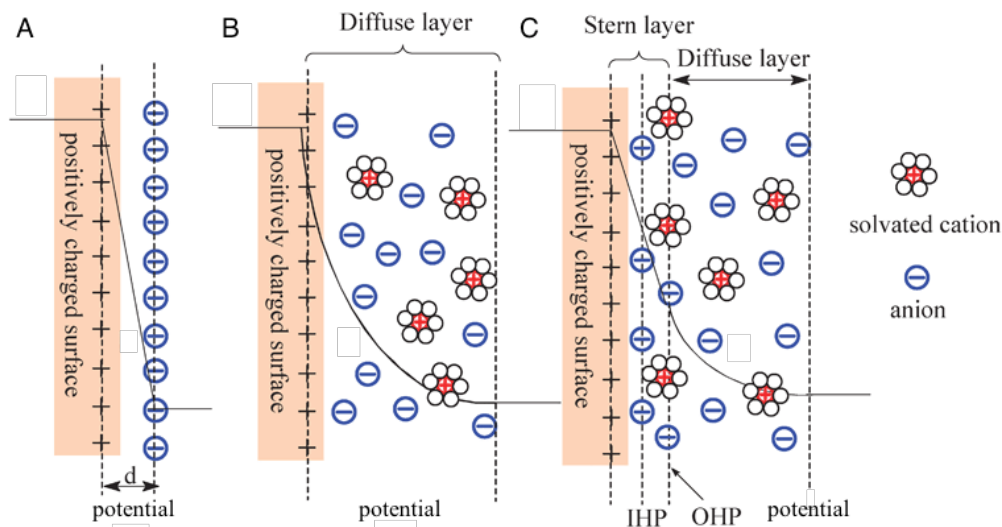 A
B
C
Diffuse layer
Stern layer
Diffuse layer
positively charged surface
positively charged surface
positively charged surface
solvated cation
anion
d
potential
potential
IHP
OHP
potential